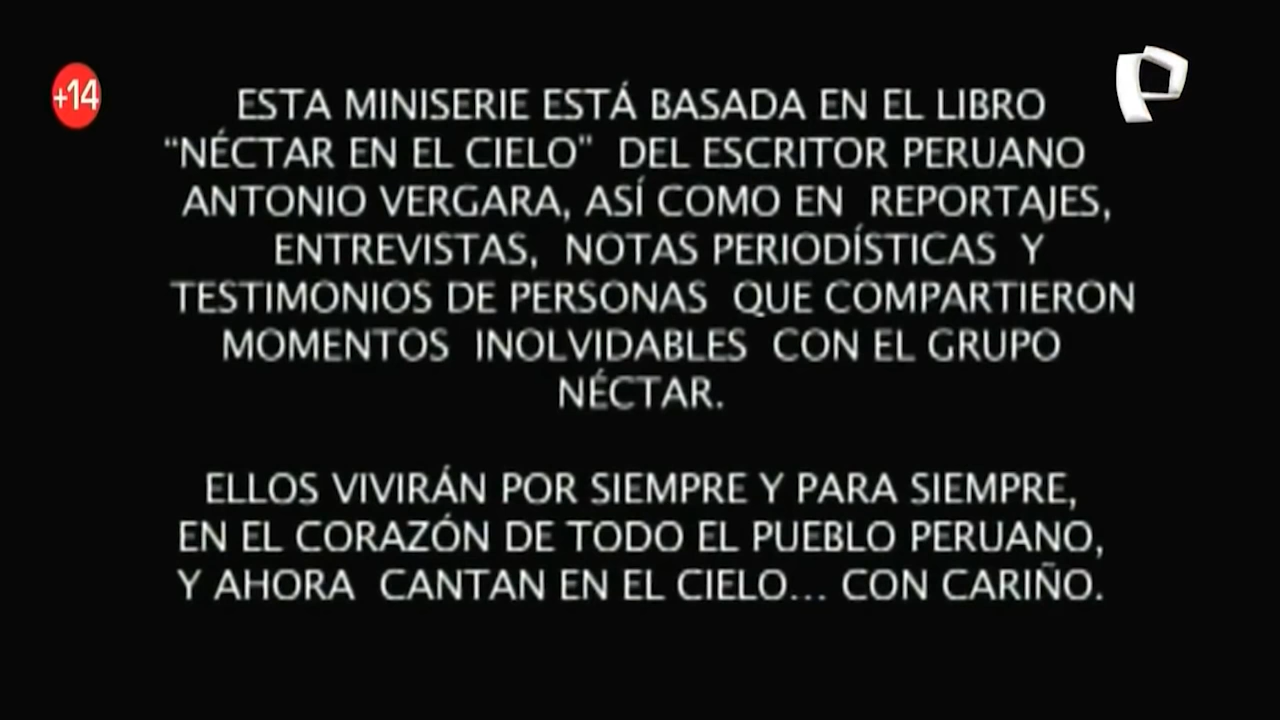 +14
ESTA MINISERIE ESTÁ BASADA EN EL LIBRO
“NÉCTAR EN EL CIELO” DEL ESCRITOR PERUANO
ANTONIO VERGARA, ASÍ COMO EN REPORTAJES,
ENTREVISTAS, NOTAS PERIODÍSTICAS Y
TESTIMONIOS DE PERSONAS QUE COMPARTIERON
MOMENTOS INOLVIDABLES CON EL GRUPO
NÉCTAR.
ELLOS VIVIRÁN POR SIEMPRE Y PARA SIEMPRE,
EN EL CORAZÓN DE TODO EL PUEBLO PERUANO,
Y AHORA CANTAN EN EL CIELO... CON CARIÑO.